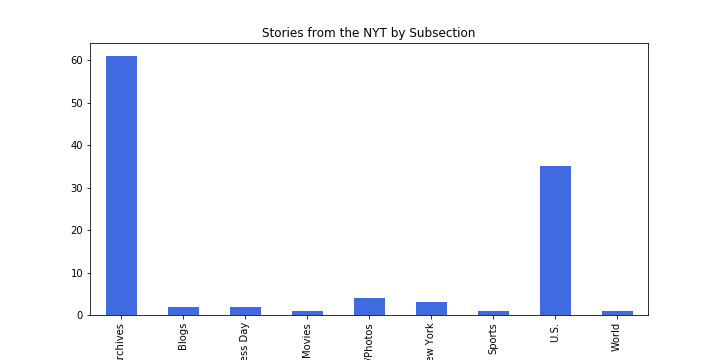 Stories from the NYT by Subsection
60
50
40
30
20
10
0
rchives
Blogs
ess Day
Movies
/Photos
ew York
Sports
U.S.
World